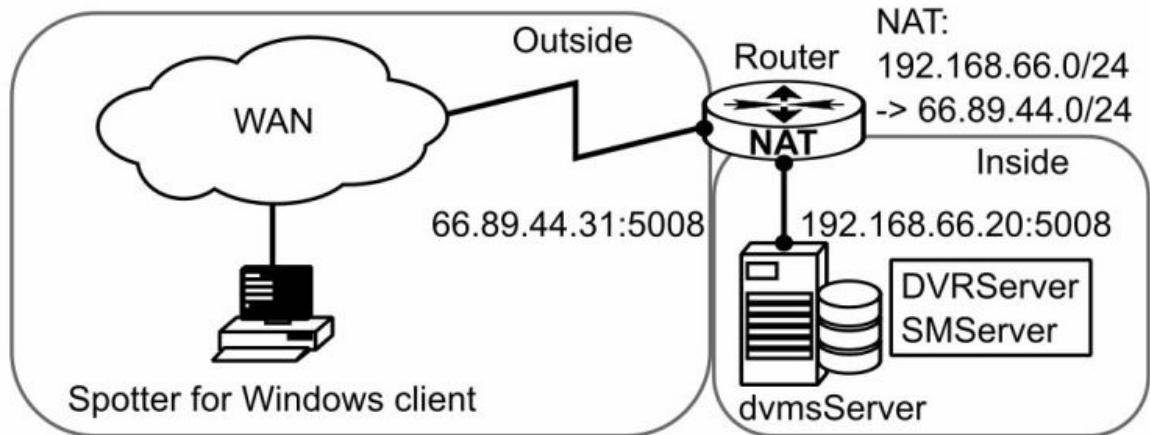 Outside
WAN
Spotter for Windows client
66.89.44.31:5008
Router
NAT
NAT:
192.168.66.0/24
-> 66.89.44.0/24
Inside
192.168.66.20:5008
DVRServer
SMServer
dvmsServer